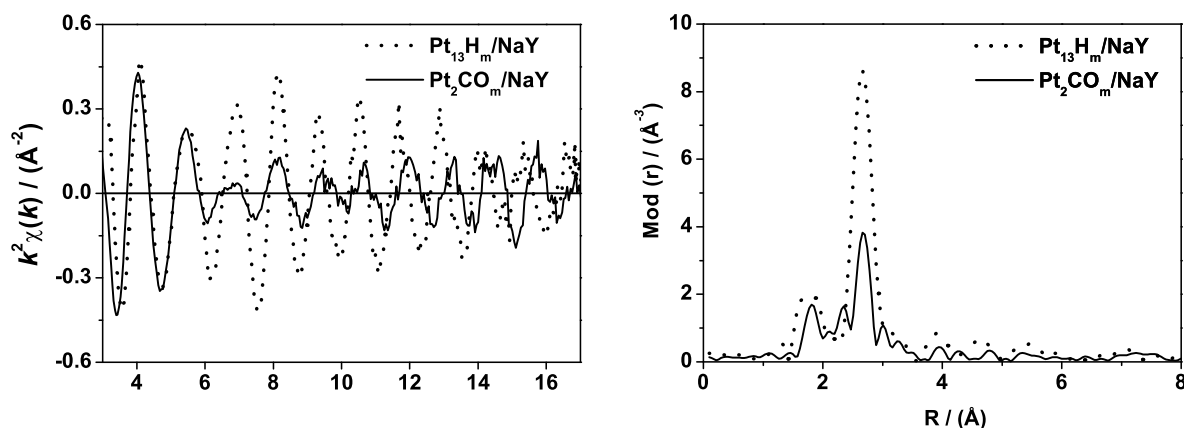 0.6
0.3
0.0
-0.3
-0.6
k²χ(k) / (Å⁻²)
Pt₁₃Hₘ/NaY
Pt₂COₘ/NaY
4 6 8 10 12 14 16
10
8
6
4
2
0
Mod (r) / (Å⁻³)
Pt₁₃Hₘ/NaY
Pt₂COₘ/NaY
0 2 4 6 8
R / (Å)